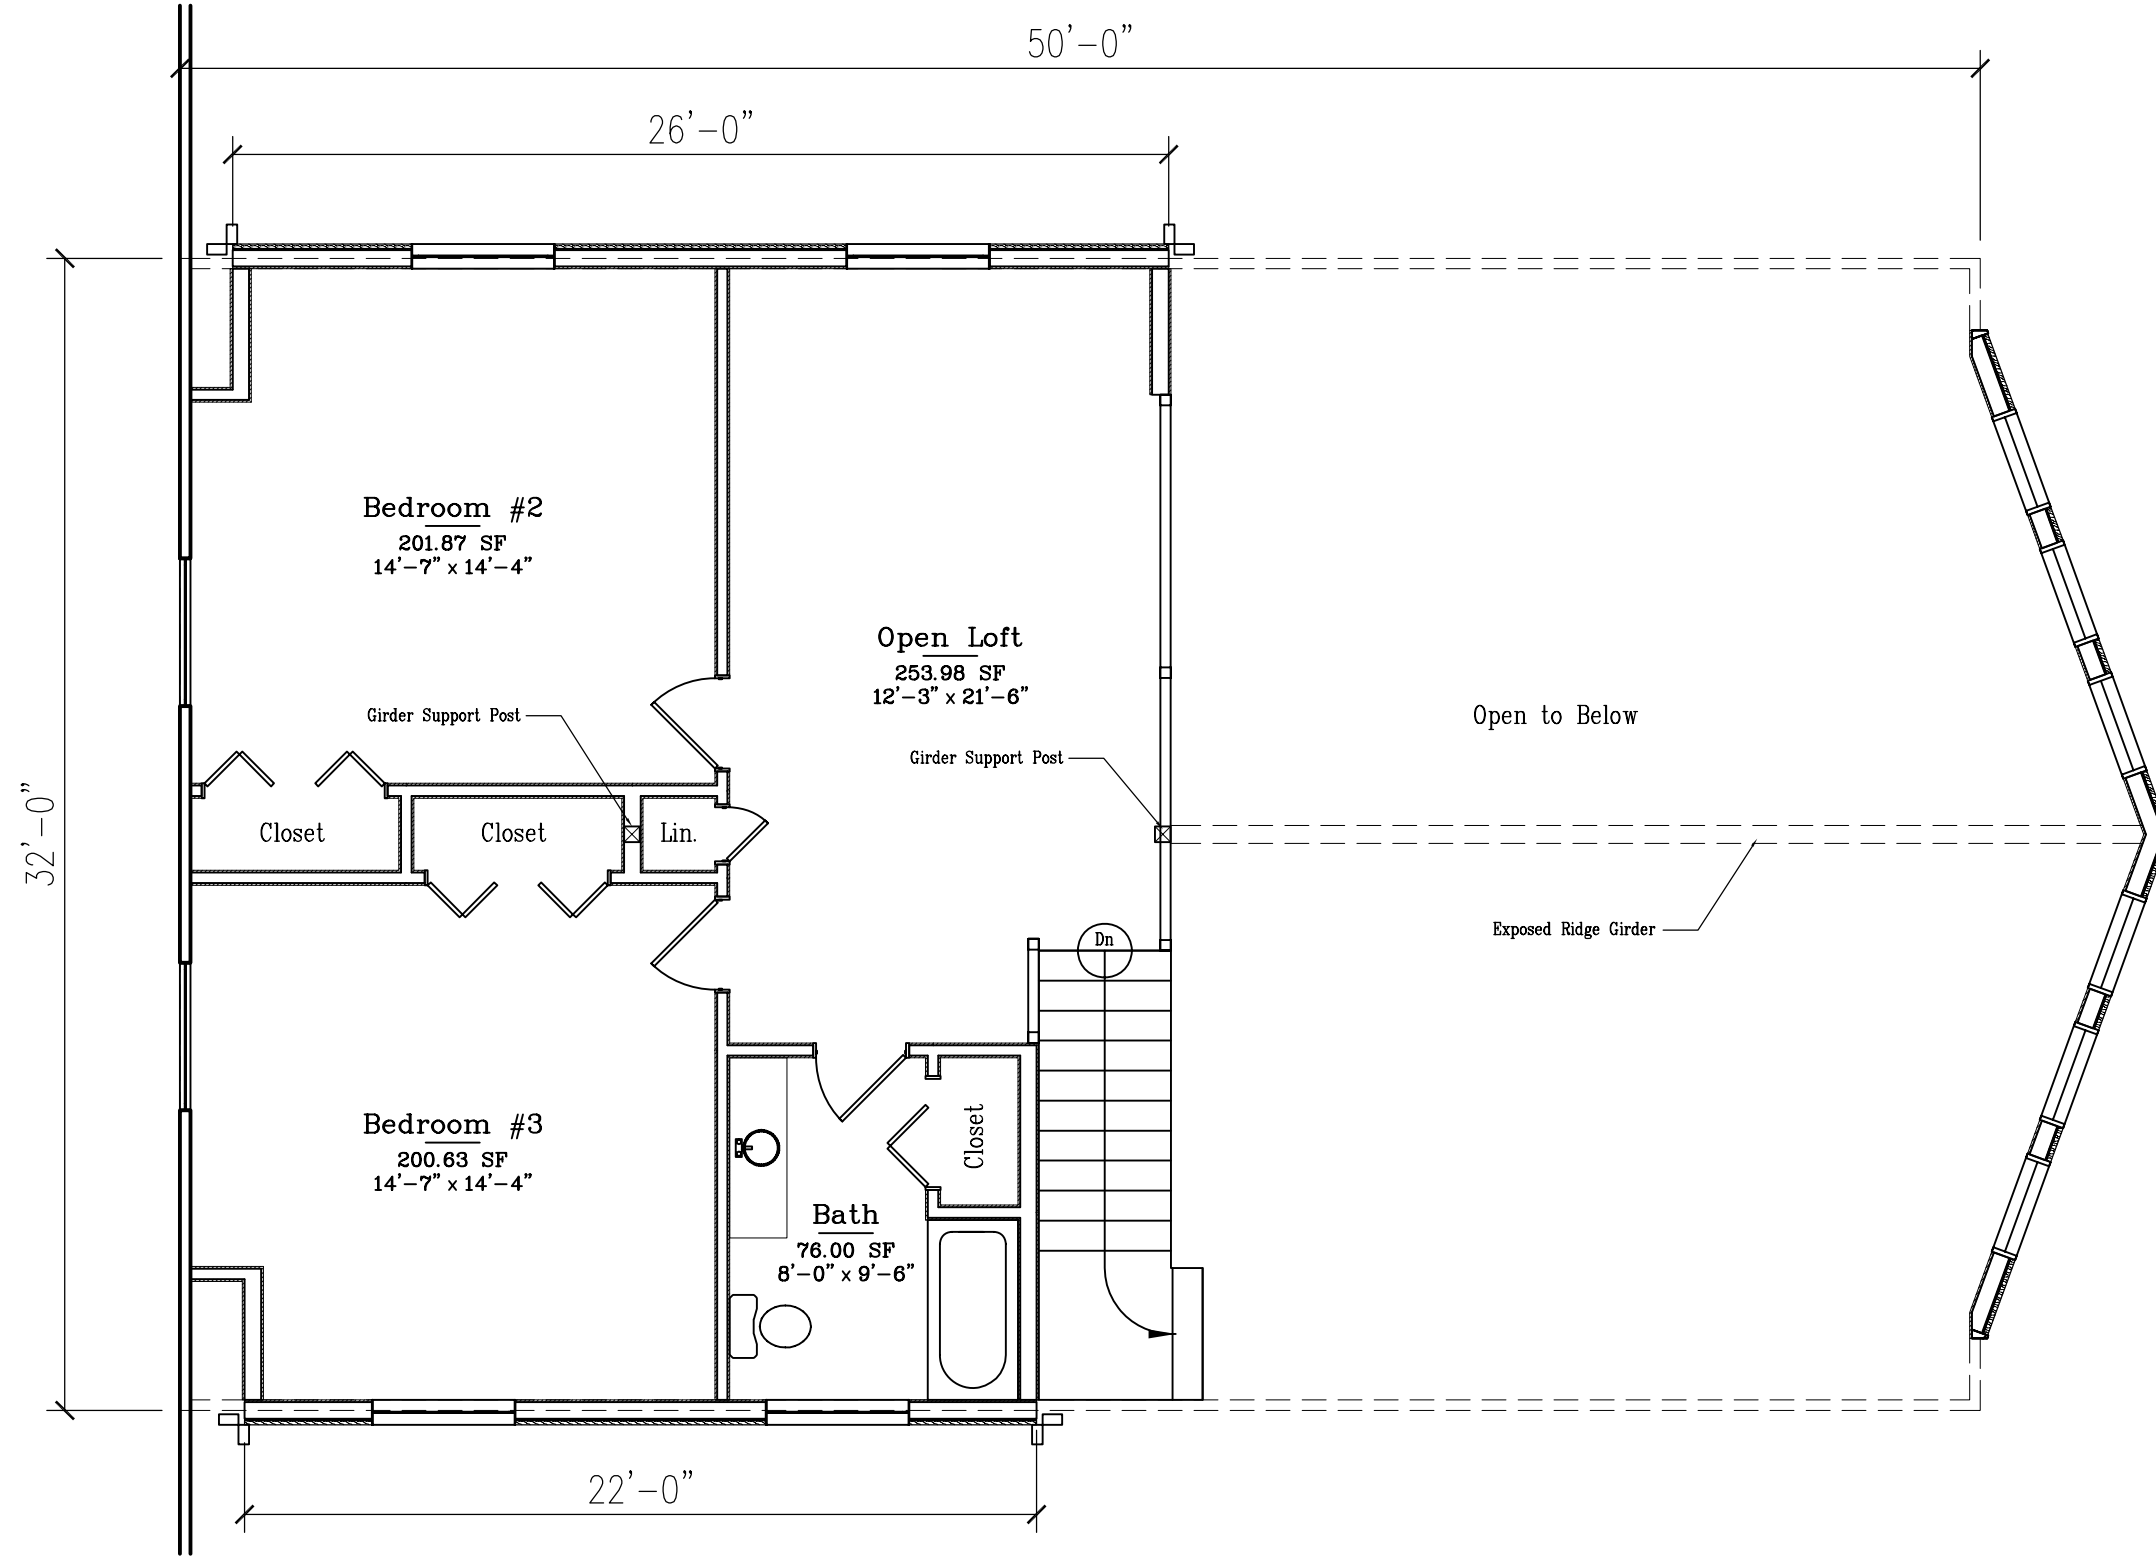 50'-0"
26'-0"
32'-0"
Bedroom #2
201.87 SF
14'-7" x 14'-4"
Open Loft
253.98 SF
12'-3" x 21'-6"
Girder Support Post
Open to Below
Girder Support Post
Closet
Closet
Lin.
Exposed Ridge Girder
Dn
Bedroom #3
200.63 SF
14'-7" x 14'-4"
Closet
Bath
76.00 SF
8'-0" x 9'-6"
22'-0"